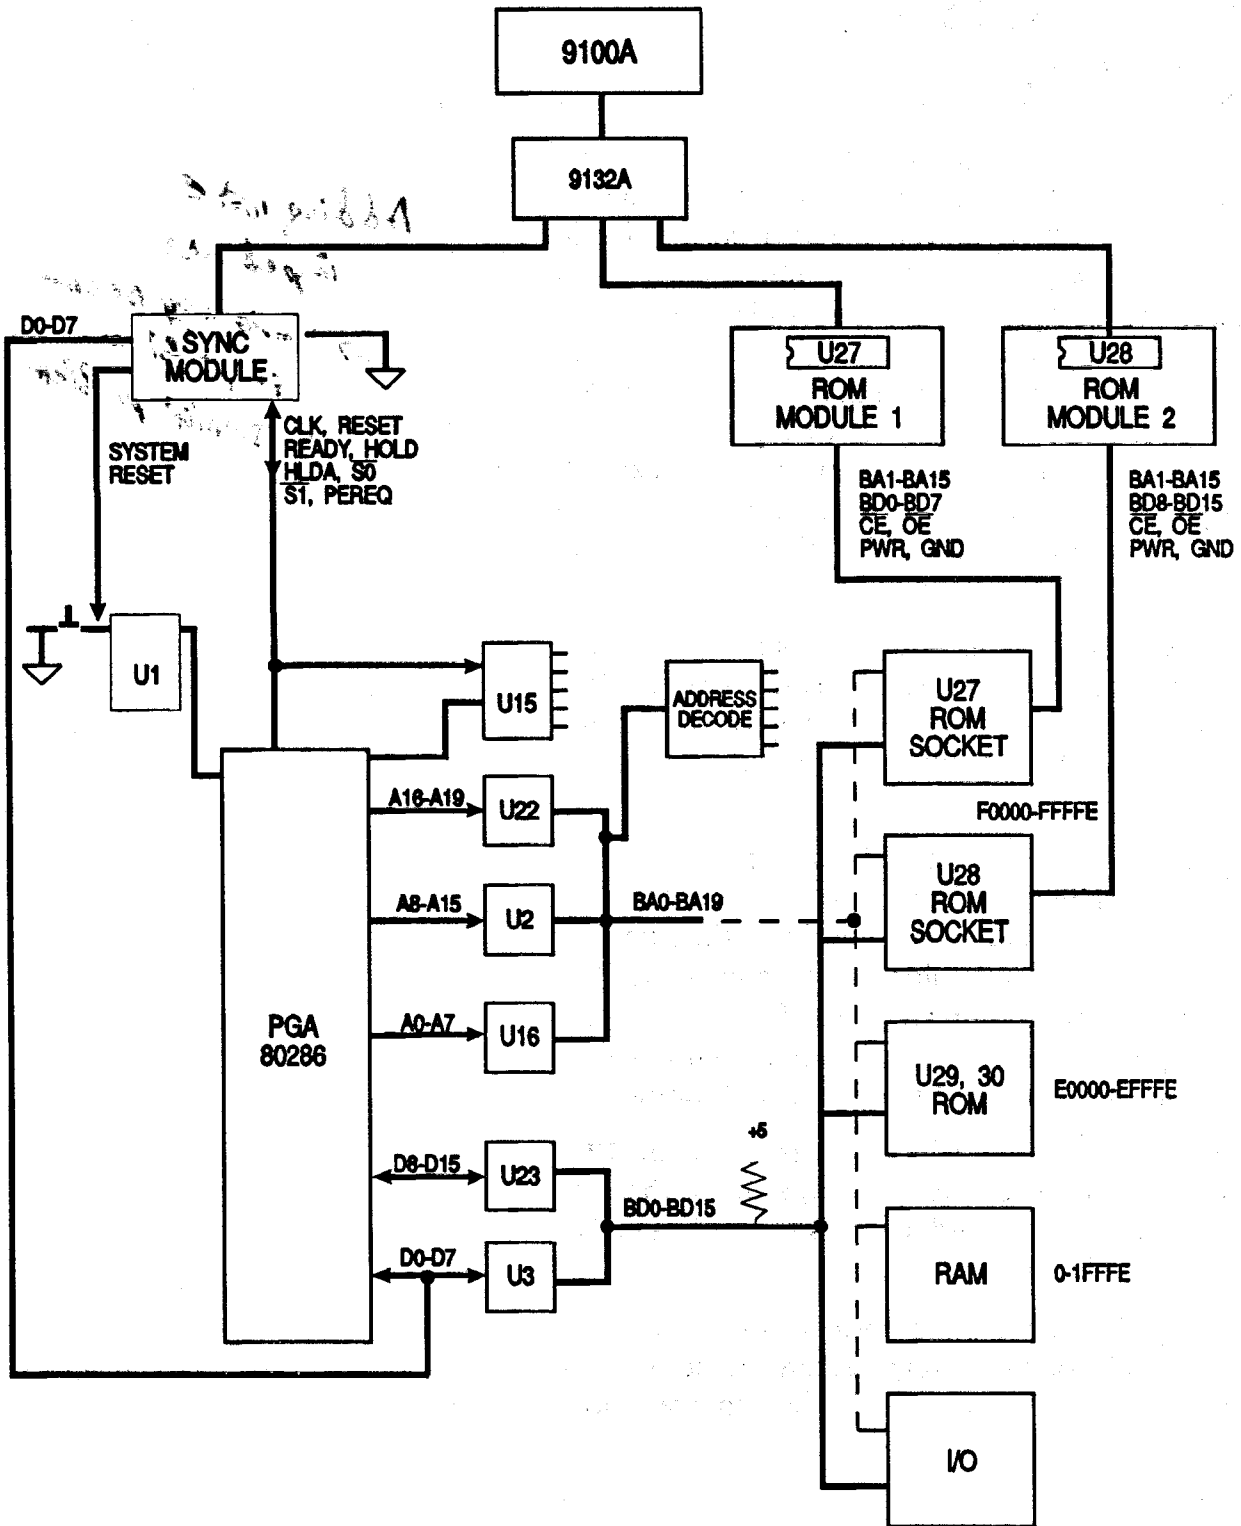 9100A
9132A
D0-D7
SYNC
MODULE
U27
ROM
MODULE 1
U28
ROM
MODULE 2
SYSTEM
RESET
CLK, RESET
READY, HOLD
HLDA, S0
S1, PEREQ
BA1-BA15
BD0-BD7
CE, OE
PWR, GND
BA1-BA15
BD8-BD15
CE, OE
PWR, GND
U1
U15
ADDRESS
DECODE
U27
ROM
SOCKET
A16-A19
U22
F0000-FFFFE
A8-A15
U2
BA0-BA19
U28
ROM
SOCKET
PGA
80286
A0-A7
U16
U29, 30
ROM
E0000-EFFFE
+5
D8-D15
U23
BD0-BD15
D0-D7
U3
RAM
0-1FFFE
I/O